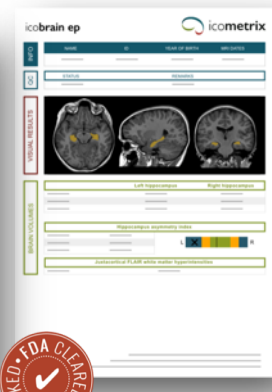 icobrain ep
icometrix
INFO
NAME ID YEAR OF BIRTH MRI DATES
QC
STATUS REMARKS
VISUAL RESULTS
BRAIN VOLUMES
Left hippocampus Right hippocampus
Hippocampus asymmetry index
L R
Juxtacortical FLAIR white matter hyperintensities
FDA CLEARED